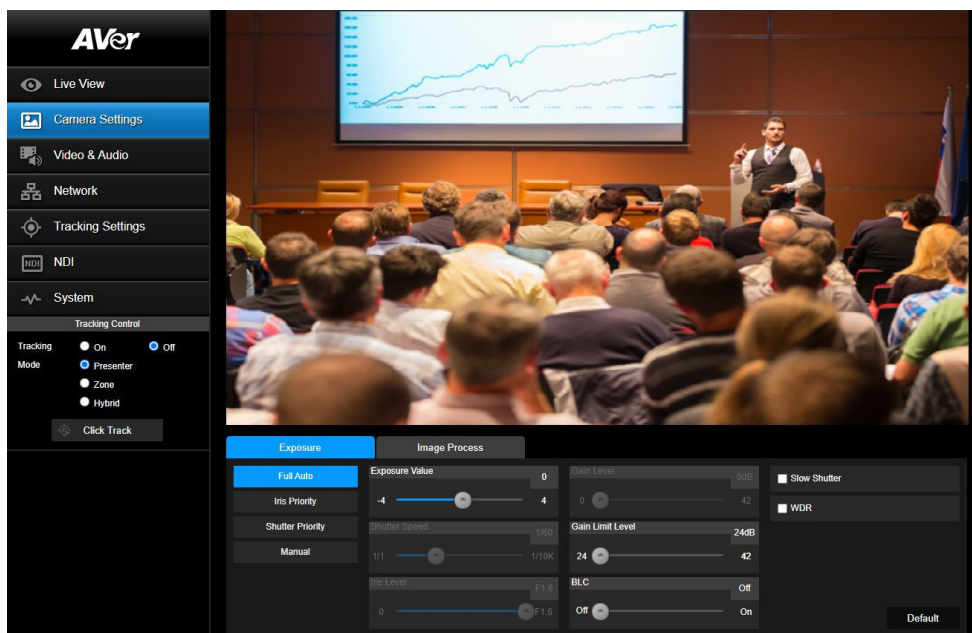 AVer
Live View
Camera Settings
Video & Audio
Network
Tracking Settings
NDI NDI
System
Tracking Control
Tracking On Off
Mode Presenter
Zone
Hybrid
Click Track
Exposure Image Process
Full Auto
Iris Priority
Shutter Priority
Manual
Exposure Value 0
-4 4
Shutter Speed 1/60
1/1 1/10K
Iris Level F1.6
0 F1.6
Gain Level 0dB
0 42
Gain Limit Level 24dB
24 42
BLC Off
Off On
Slow Shutter
WDR
Default